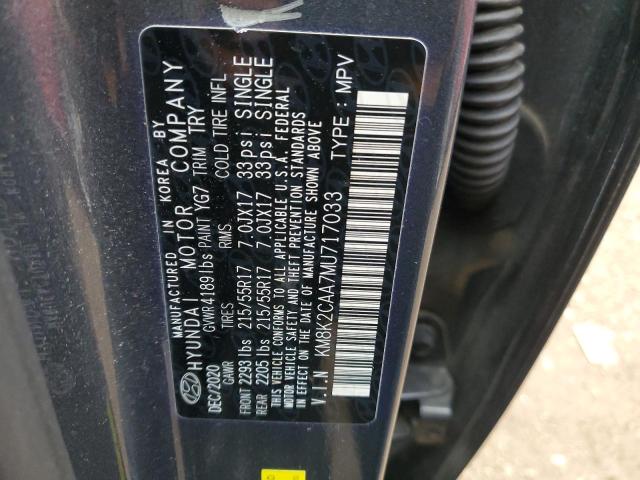 MANUFACTURED IN KOREA BY
HYUNDAI MOTOR COMPANY
DEC/2020 GVWR 4189 lbs PAINT YG7 TRIM TRY
GAWR TIRES RIMS COLD TIRE INFL
FRONT 2293 lbs 215/55R17 7.0JX17 33psi SINGLE
REAR 2205 lbs 215/55R17 7.0JX17 33psi SINGLE
THIS VEHICLE CONFORMS TO ALL APPLICABLE U.S.A. FEDERAL
MOTOR VEHICLE SAFETY, BUMPER, AND THEFT PREVENTION STANDARDS
IN EFFECT ON THE DATE OF MANUFACTURE SHOWN ABOVE
V.I.N KM8K2CAA7MU717033 TYPE : MPV